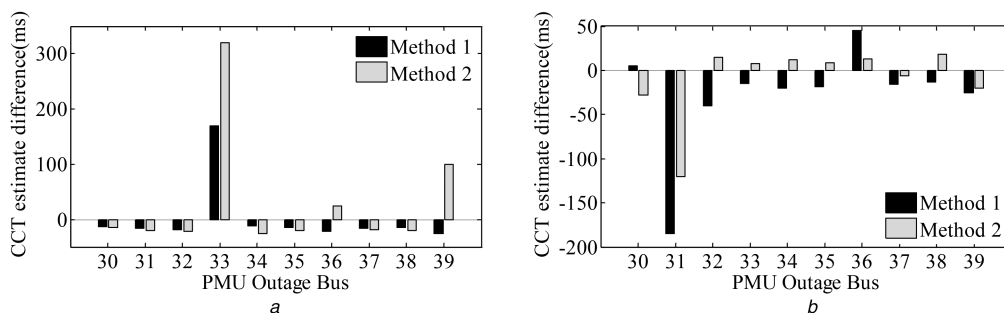 CCT estimate difference(ms)
300
200
100
0
Method 1
Method 2
30 31 32 33 34 35 36 37 38 39
PMU Outage Bus
a
CCT estimate difference(ms)
50
0
-50
-100
-150
-200
Method 1
Method 2
30 31 32 33 34 35 36 37 38 39
PMU Outage Bus
b